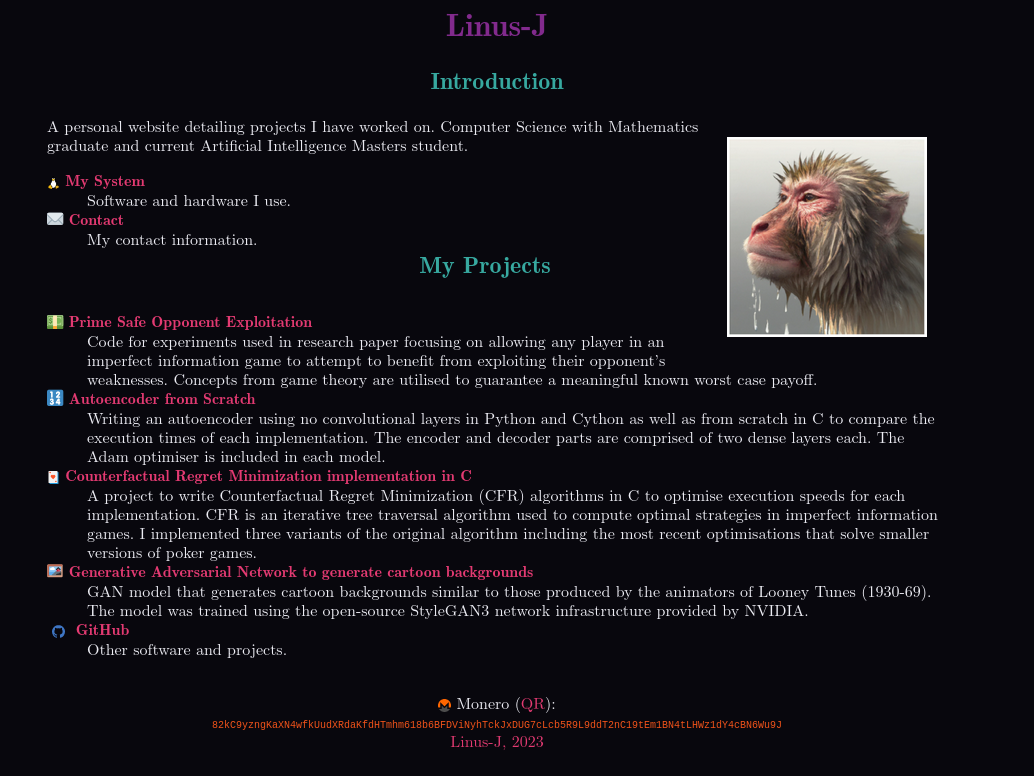 Linus-J
Introduction
A personal website detailing projects I have worked on. Computer Science with Mathematics
graduate and current Artificial Intelligence Masters student.
My System
Software and hardware I use.
Contact
My contact information.
My Projects
Prime Safe Opponent Exploitation
Code for experiments used in research paper focusing on allowing any player in an
imperfect information game to attempt to benefit from exploiting their opponent's
weaknesses. Concepts from game theory are utilised to guarantee a meaningful known worst case payoff.
Autoencoder from Scratch
Writing an autoencoder using no convolutional layers in Python and Cython as well as from scratch in C to compare the
execution times of each implementation. The encoder and decoder parts are comprised of two dense layers each. The
Adam optimiser is included in each model.
Counterfactual Regret Minimization implementation in C
A project to write Counterfactual Regret Minimization (CFR) algorithms in C to optimise execution speeds for each
implementation. CFR is an iterative tree traversal algorithm used to compute optimal strategies in imperfect information
games. I implemented three variants of the original algorithm including the most recent optimisations that solve smaller
versions of poker games.
Generative Adversarial Network to generate cartoon backgrounds
GAN model that generates cartoon backgrounds similar to those produced by the animators of Looney Tunes (1930-69).
The model was trained using the open-source StyleGAN3 network infrastructure provided by NVIDIA.
GitHub
Other software and projects.
Monero (QR):
82kC9yzngKaXN4wfkUudXRdaKfdHTmhm618b6BFDViNyhTckJxDUG7cLcb5R9L9ddT2nC19tEm1BN4tLHWz1dY4cBN6Wu9J
Linus-J, 2023